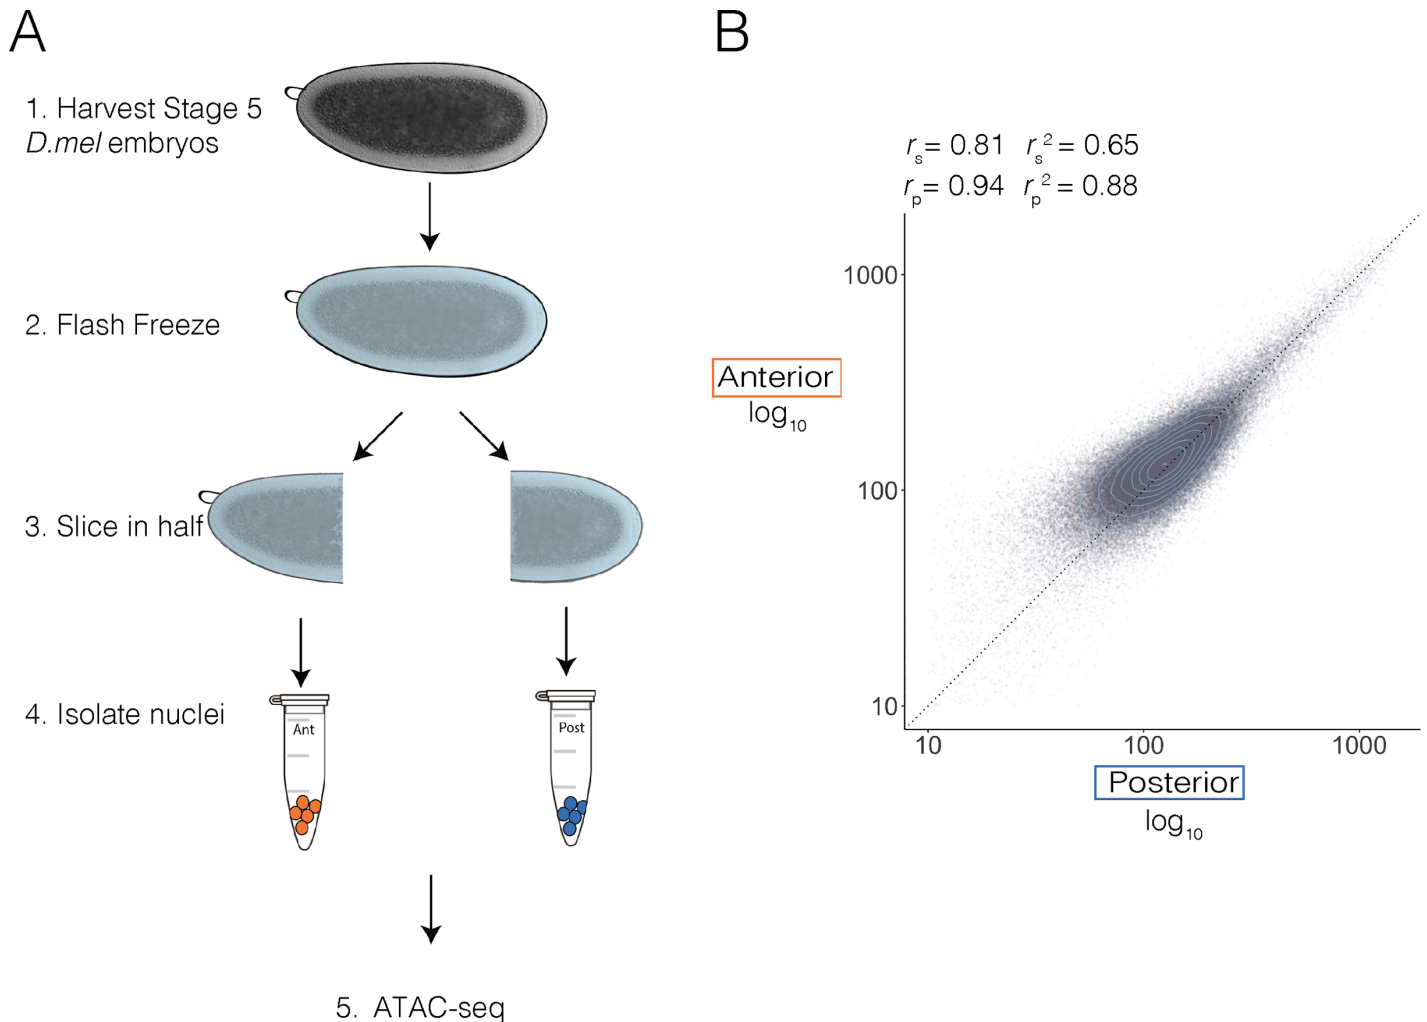 A
1. Harvest Stage 5
D.mel embryos
2. Flash Freeze
3. Slice in half
4. Isolate nuclei
Ant
Post
5. ATAC-seq
B
rs= 0.81 rs2= 0.65
rp= 0.94 rp2= 0.88
1000
Anterior
log10
100
10
10 100 1000
Posterior
log10